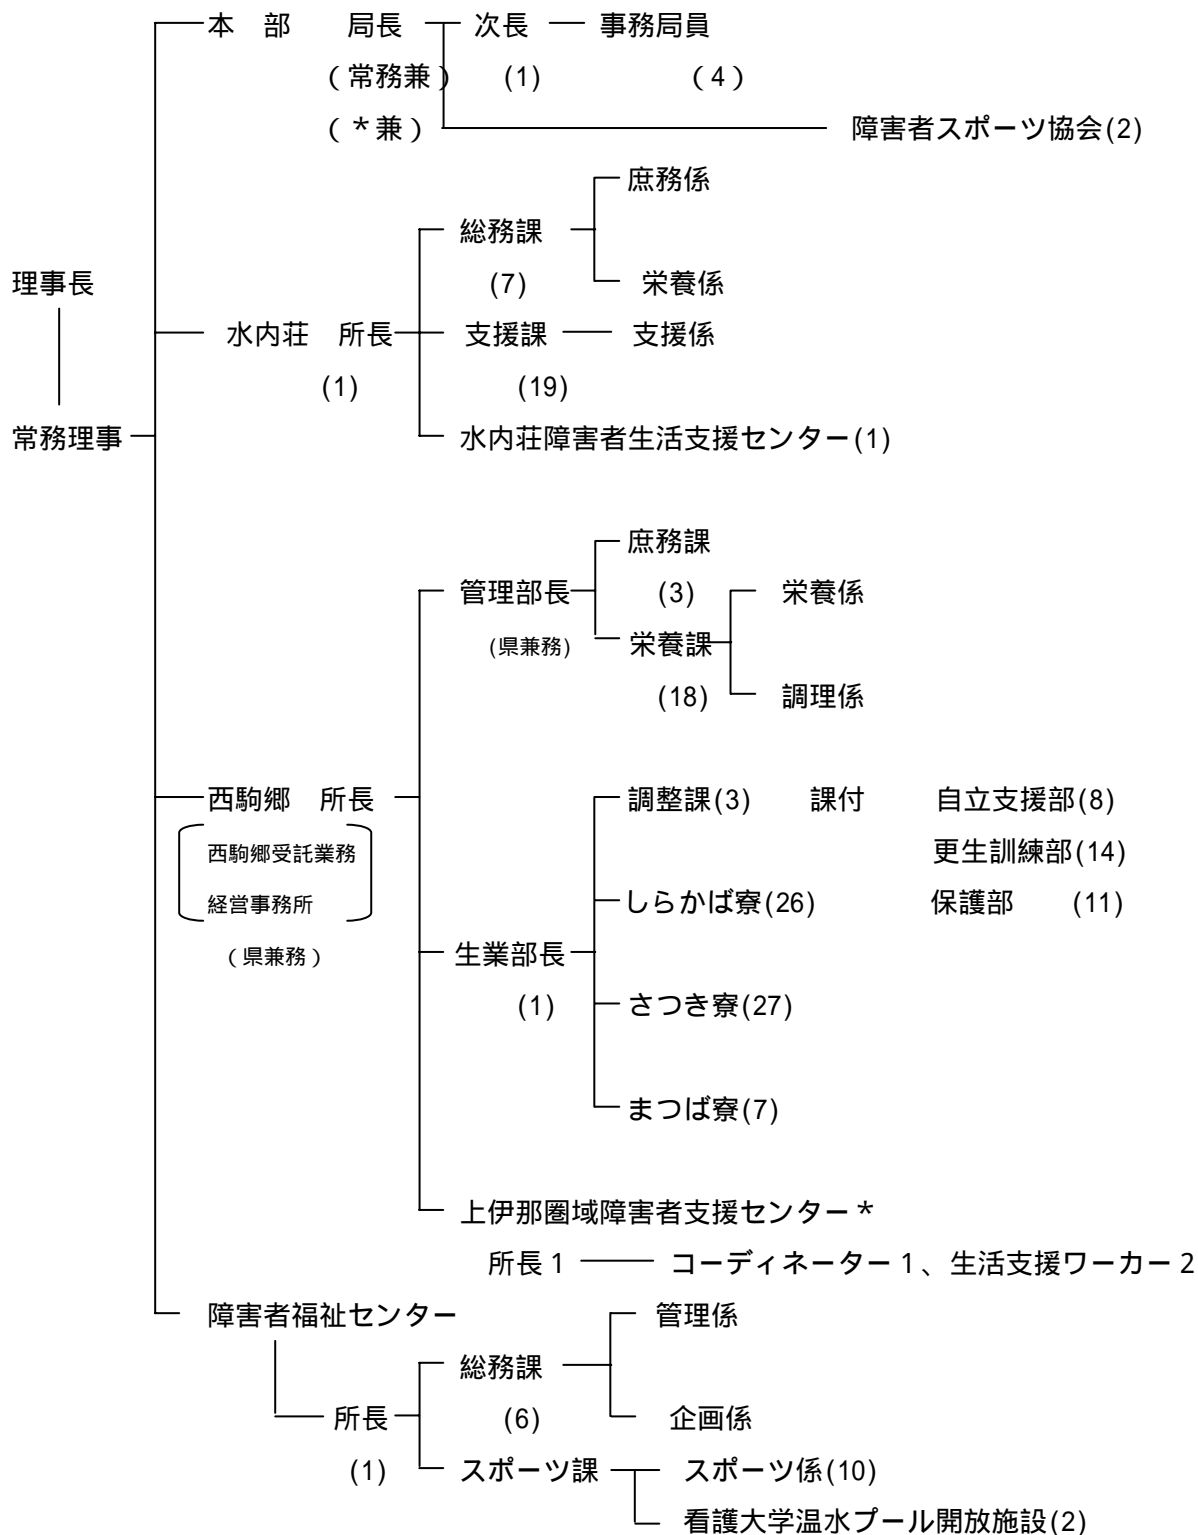 本　部　　局長　次長　事務局員
（常務兼）　(1)　（4）
（＊兼）　障害者スポーツ協会(2)
庶務係
総務課
理事長　(7)　栄養係
水内荘　所長　支援課　支援係
(1)　(19)
常務理事　水内荘障害者生活支援センター(1)
庶務課
管理部長　(3)　栄養係
(県兼務)　栄養課
(18)　調理係
西駒郷　所長　調整課(3)　課付　自立支援部(8)
西駒郷受託業務　更生訓練部(14)
経営事務所　しらかば寮(26)　保護部　(11)
（県兼務）　生業部長
(1)　さつき寮(27)
まつば寮(7)
上伊那圏域障害者支援センター＊
所長１　コーディネーター１、生活支援ワーカー２
障害者福祉センター　管理係
総務課
所長　(6)　企画係
(1)　スポーツ課　スポーツ係(10)
看護大学温水プール開放施設(2)